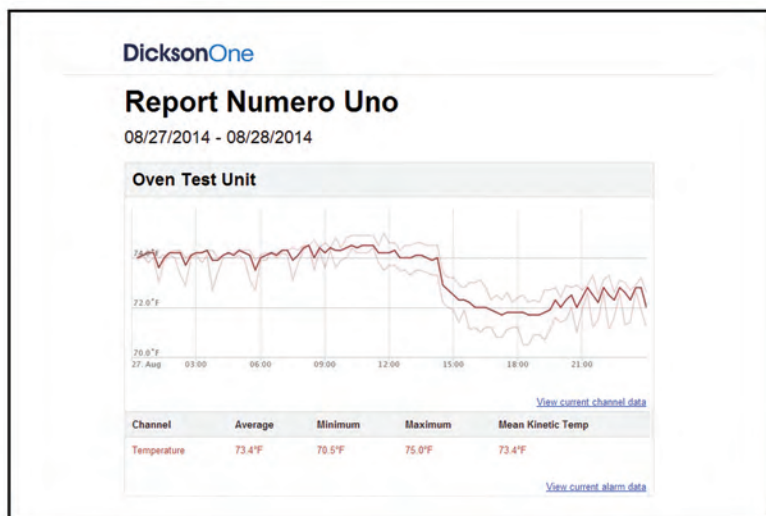 DicksonOne
Report Numero Uno
08/27/2014 - 08/28/2014
Oven Test Unit
74.0°F
72.0°F
70.0°F
27. Aug 03:00 06:00 09:00 12:00 15:00 18:00 21:00
View current channel data
Channel Average Minimum Maximum Mean Kinetic Temp
Temperature 73.4°F 70.5°F 75.0°F 73.4°F
View current alarm data